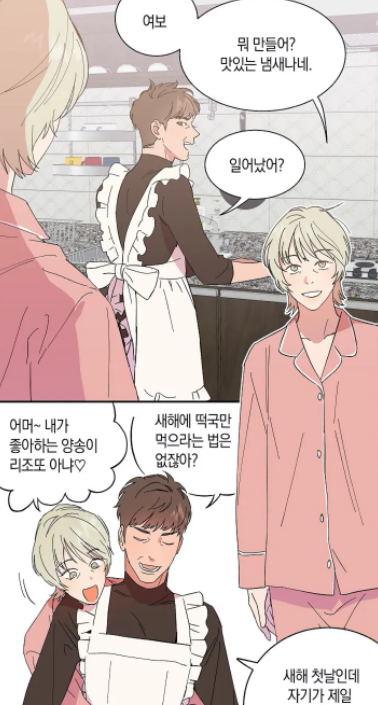 여보
뭐 만들어?
맛있는 냄새나네.
일어났어?
새해에 떡국만
먹으라는 법은
없잖아?
어머~ 내가
좋아하는 양송이
리조또 아냐♡
새해 첫날인데
자기가 제일